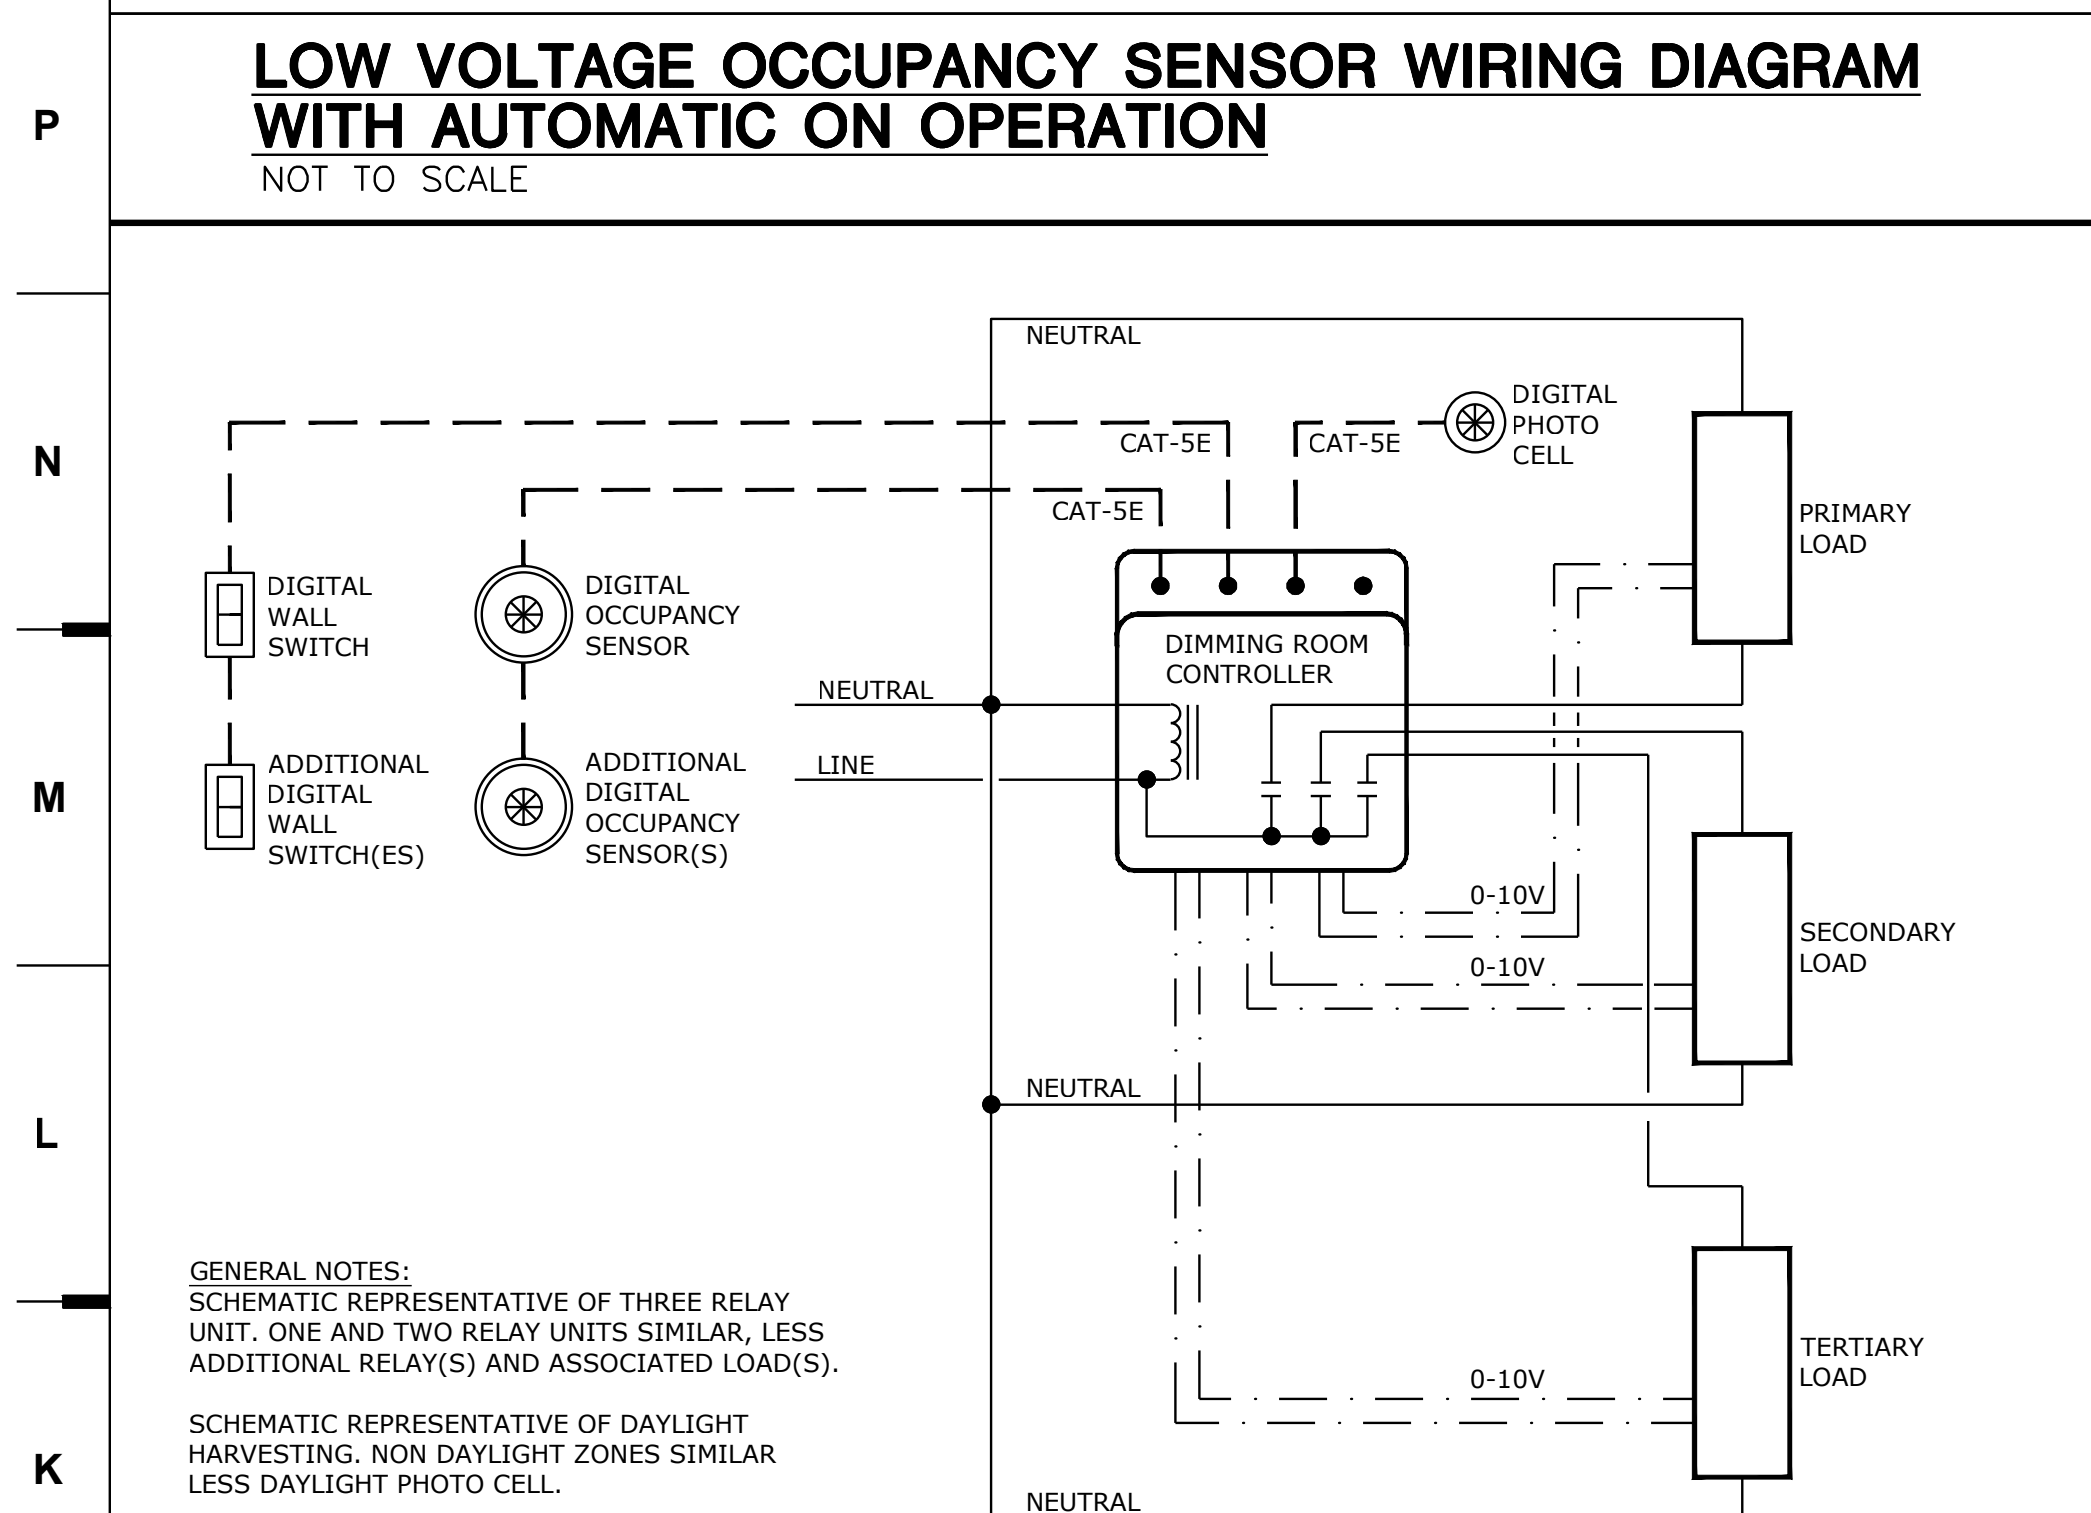 LOW VOLTAGE OCCUPANCY SENSOR WIRING DIAGRAM
WITH AUTOMATIC ON OPERATION
NOT TO SCALE
P
N
M
L
K
NEUTRAL
DIGITAL
PHOTO
CELL
CAT-5E
CAT-5E
CAT-5E
PRIMARY
LOAD
DIGITAL
WALL
SWITCH
DIGITAL
OCCUPANCY
SENSOR
DIMMING ROOM
CONTROLLER
NEUTRAL
LINE
ADDITIONAL
DIGITAL
WALL
SWITCH(ES)
ADDITIONAL
DIGITAL
OCCUPANCY
SENSOR(S)
0-10V
SECONDARY
LOAD
0-10V
NEUTRAL
GENERAL NOTES:
SCHEMATIC REPRESENTATIVE OF THREE RELAY
UNIT. ONE AND TWO RELAY UNITS SIMILAR, LESS
ADDITIONAL RELAY(S) AND ASSOCIATED LOAD(S).
SCHEMATIC REPRESENTATIVE OF DAYLIGHT
HARVESTING. NON DAYLIGHT ZONES SIMILAR
LESS DAYLIGHT PHOTO CELL.
TERTIARY
LOAD
0-10V
NEUTRAL